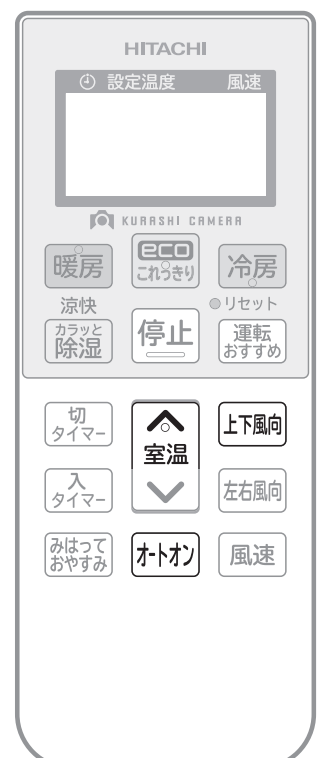 HITACHI
設定温度 風速
KURASHI CAMERA
暖房 eco これっきり 冷房
涼快 リセット
カラッと 除湿 停止 運転 おすすめ
切 タイマー 室温 上下風向
入 タイマー 左右風向
みはって おやすみ オートオン 風速